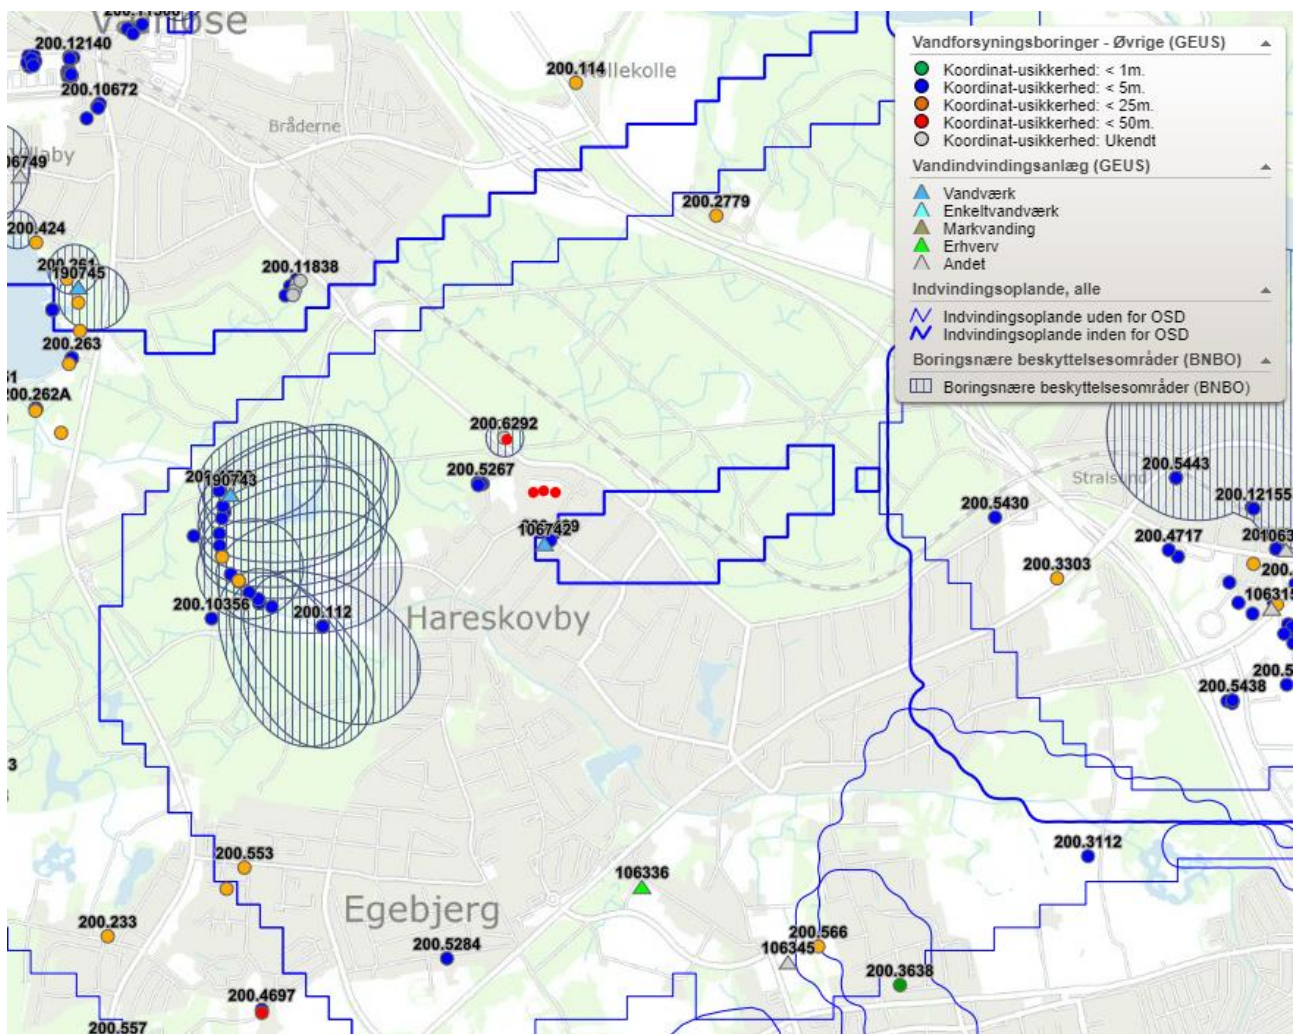 Vandforsyningsboringer - Øvrige (GEUS)
Koordinat-usikkerhed: < 1m.
Koordinat-usikkerhed: < 5m.
Koordinat-usikkerhed: < 25m.
Koordinat-usikkerhed: < 50m.
Koordinat-usikkerhed: Ukendt
Vandindvindingsanlæg (GEUS)
Vandværk
Enkeltvandværk
Markvanding
Erhverv
Andet
Indvindingsoplande, alle
Indvindingsoplande uden for OSD
Indvindingsoplande inden for OSD
Boringsnære beskyttelsesområder (BNBO)
Boringsnære beskyttelsesområder (BNBO)
200.12140
200.114
200.10672
Bråderne
200.2779
200.424
190745
200.11838
200.263
200.262A
200.6292
200.5267
190743
106742
200.10356
200.112
Hareskovby
Stralsund
200.5443
200.12155
200.5430
200.4717
200.3303
106315
200.5438
200.3112
200.553
106336
Egebjerg
200.233
200.5284
200.566
106345
200.3638
200.4697
200.557